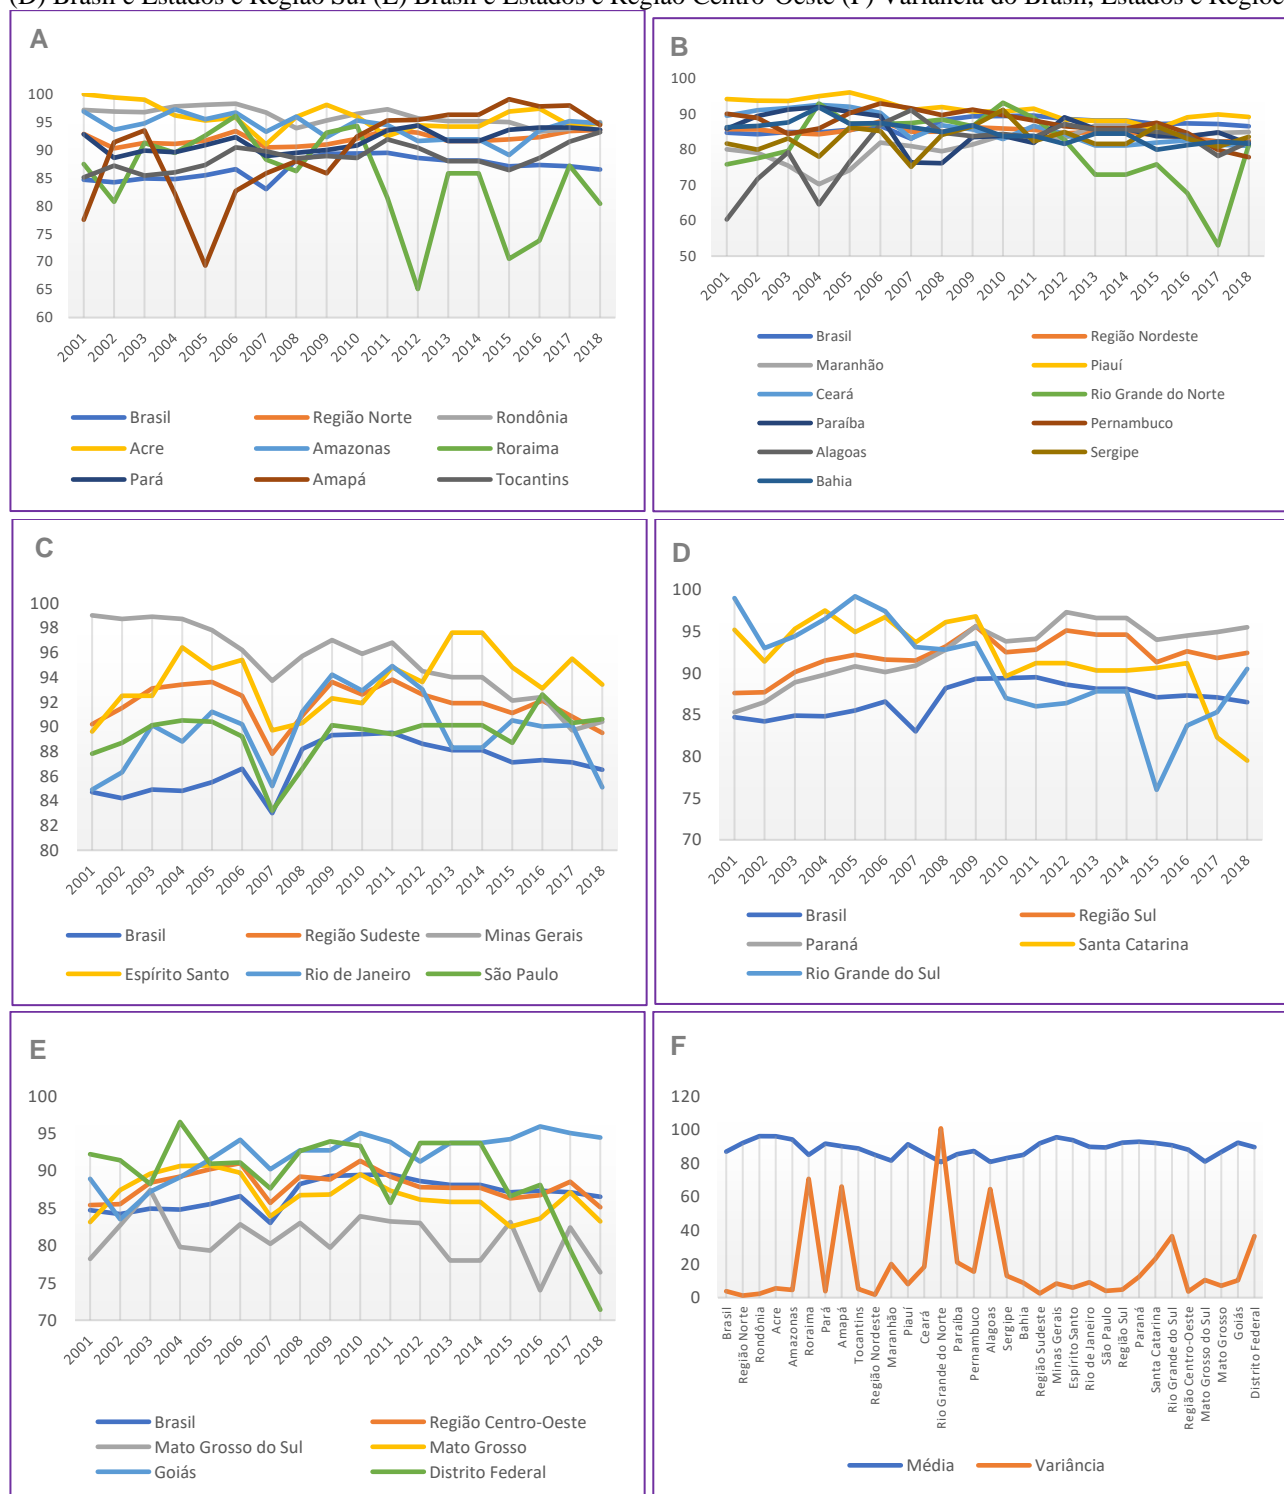 (D) Brasil e Estados e Região Sul (E) Brasil e Estados e Região Centro-Oeste (F) Variância do Brasil, Estados e Regiões
A
100
95
90
85
80
75
70
65
60
2001 2002 2003 2004 2005 2006 2007 2008 2009 2010 2011 2012 2013 2014 2015 2016 2017 2018
Brasil Região Norte Rondônia
Acre Amazonas Roraima
Pará Amapá Tocantins
B
100
90
80
70
60
50
2001 2002 2003 2004 2005 2006 2007 2008 2009 2010 2011 2012 2013 2014 2015 2016 2017 2018
Brasil Região Nordeste
Maranhão Piauí
Ceará Rio Grande do Norte
Paraíba Pernambuco
Alagoas Sergipe
Bahia
C
100
98
96
94
92
90
88
86
84
82
80
2001 2002 2003 2004 2005 2006 2007 2008 2009 2010 2011 2012 2013 2014 2015 2016 2017 2018
Brasil Região Sudeste Minas Gerais
Espírito Santo Rio de Janeiro São Paulo
D
100
95
90
85
80
75
70
2001 2002 2003 2004 2005 2006 2007 2008 2009 2010 2011 2012 2013 2014 2015 2016 2017 2018
Brasil Região Sul
Paraná Santa Catarina
Rio Grande do Sul
E
100
95
90
85
80
75
70
2001 2002 2003 2004 2005 2006 2007 2008 2009 2010 2011 2012 2013 2014 2015 2016 2017 2018
Brasil Região Centro-Oeste
Mato Grosso do Sul Mato Grosso
Goiás Distrito Federal
F
120
100
80
60
40
20
0
Brasil
Região Norte
Rondônia
Acre
Amazonas
Roraima
Pará
Amapá
Tocantins
Região Nordeste
Maranhão
Piauí
Ceará
Rio Grande do Norte
Paraíba
Pernambuco
Alagoas
Sergipe
Bahia
Região Sudeste
Minas Gerais
Espírito Santo
Rio de Janeiro
São Paulo
Região Sul
Paraná
Santa Catarina
Rio Grande do Sul
Região Centro-Oeste
Mato Grosso do Sul
Mato Grosso
Goiás
Distrito Federal
Média Variância